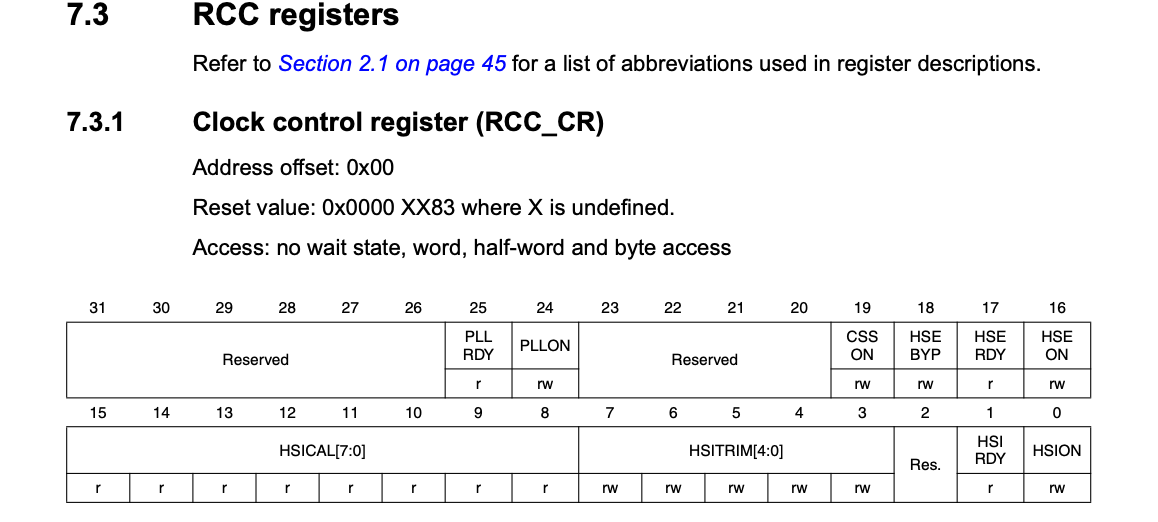 7.3 RCC registers
Refer to Section 2.1 on page 45 for a list of abbreviations used in register descriptions.
7.3.1 Clock control register (RCC_CR)
Address offset: 0x00
Reset value: 0x0000 XX83 where X is undefined.
Access: no wait state, word, half-word and byte access
31 30 29 28 27 26 25 24 23 22 21 20 19 18 17 16
Reserved PLL RDY PLLON Reserved CSS ON HSE BYP HSE RDY HSE ON
r rw rw rw r rw
15 14 13 12 11 10 9 8 7 6 5 4 3 2 1 0
HSICAL[7:0] HSITRIM[4:0] Res. HSI RDY HSION
r r r r r r r r rw rw rw rw rw r rw